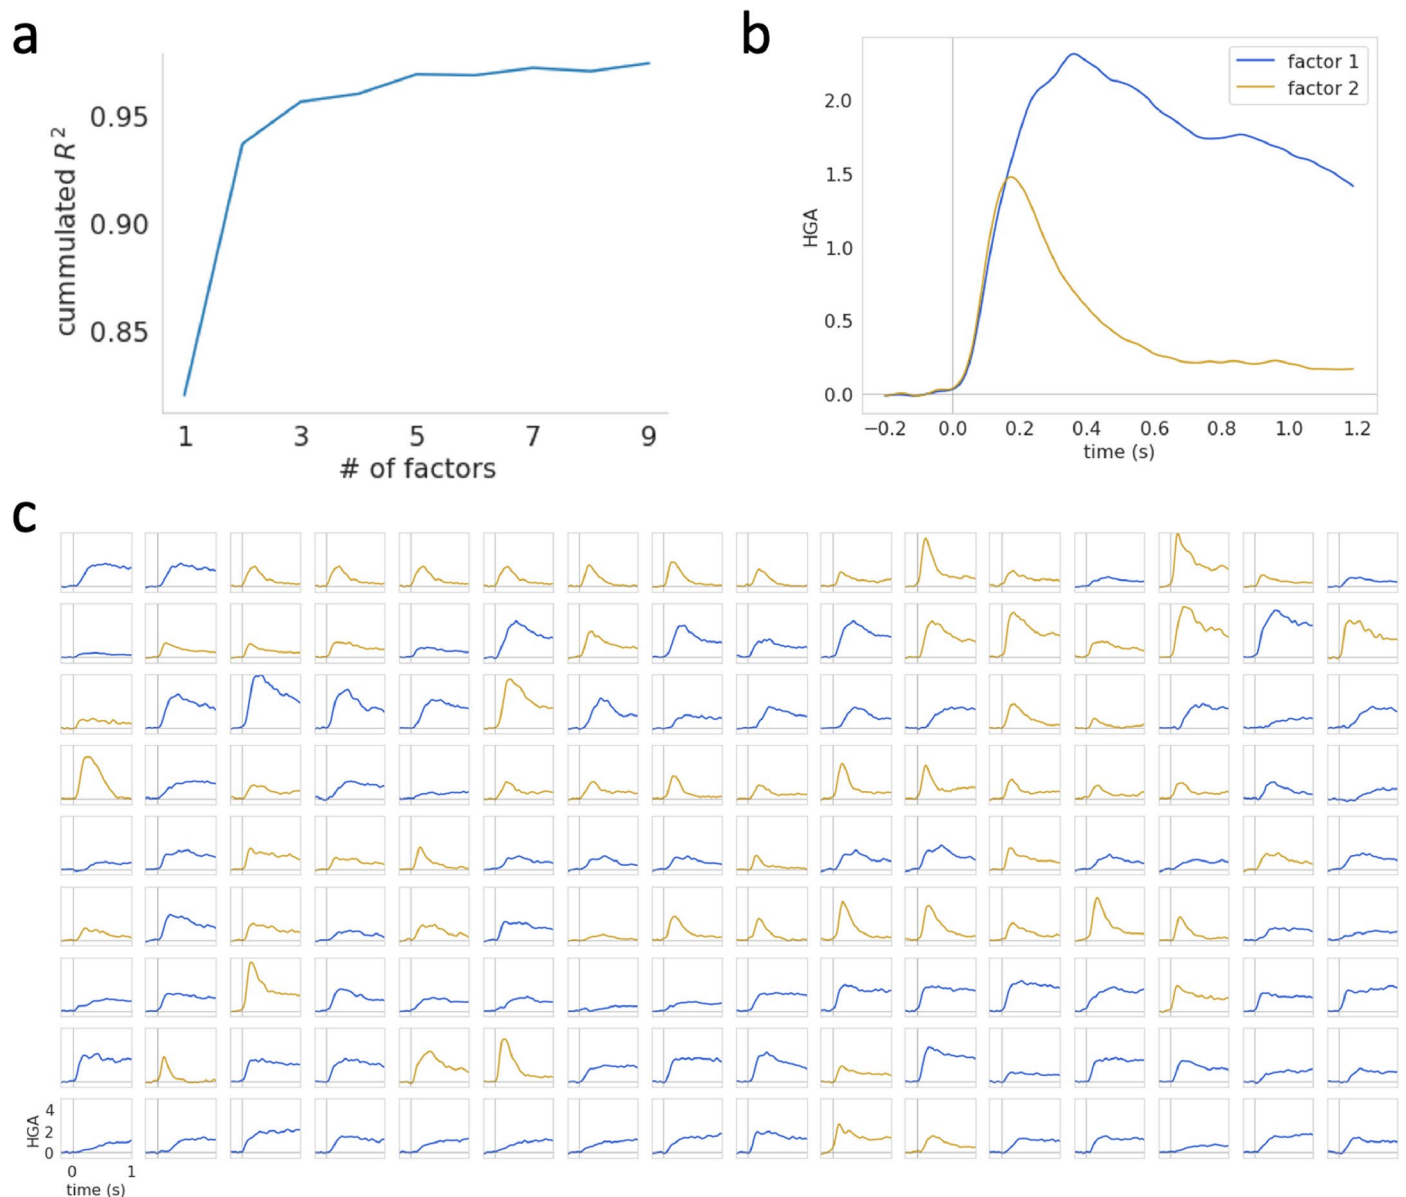 a
cummulated R²
0.95
0.90
0.85
1 3 5 7 9
# of factors
b
factor 1
factor 2
HGA
2.0
1.5
1.0
0.5
0.0
−0.2 0.0 0.2 0.4 0.6 0.8 1.0 1.2
time (s)
c
HGA
4
2
0
0 1
time (s)